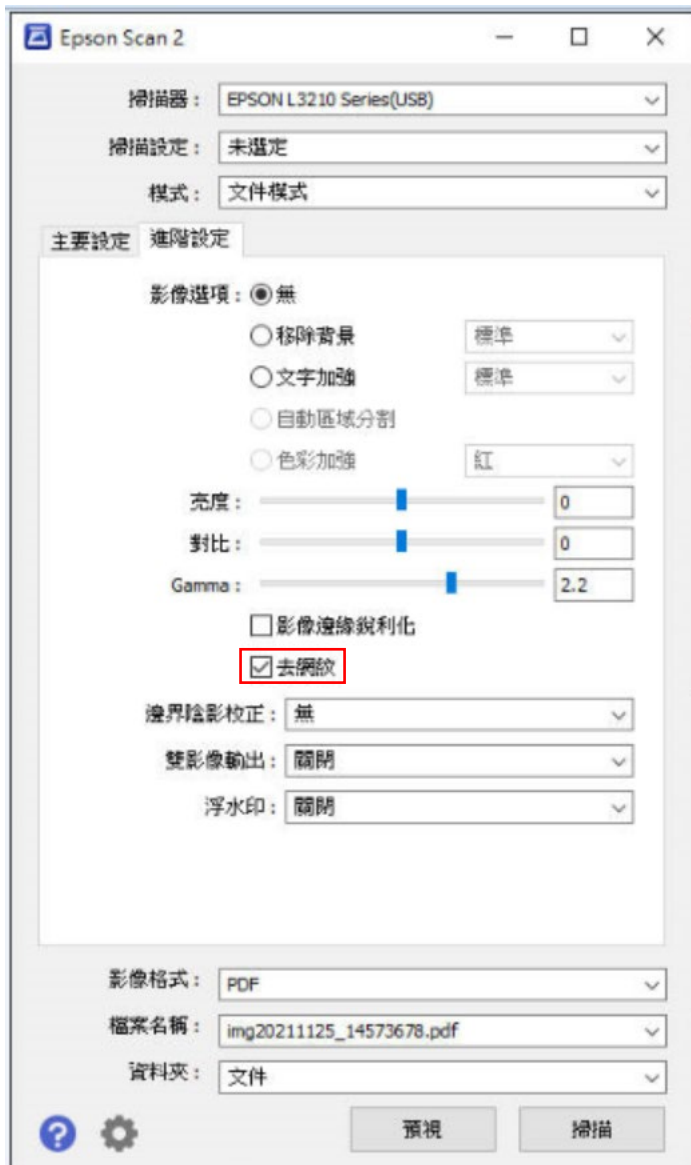 Epson Scan 2
掃描器： EPSON L3210 Series(USB)
掃描設定： 未選定
模式： 文件模式
主要設定 進階設定
影像選項： 無
移除背景 標準
文字加強 標準
自動區域分割
色彩加強 紅
亮度： 0
對比： 0
Gamma： 2.2
影像邊緣銳利化
去網紋
邊界陰影校正： 無
雙影像輸出： 關閉
浮水印： 關閉
影像格式： PDF
檔案名稱： img20211125_14573678.pdf
資料夾： 文件
? 預視 掃描